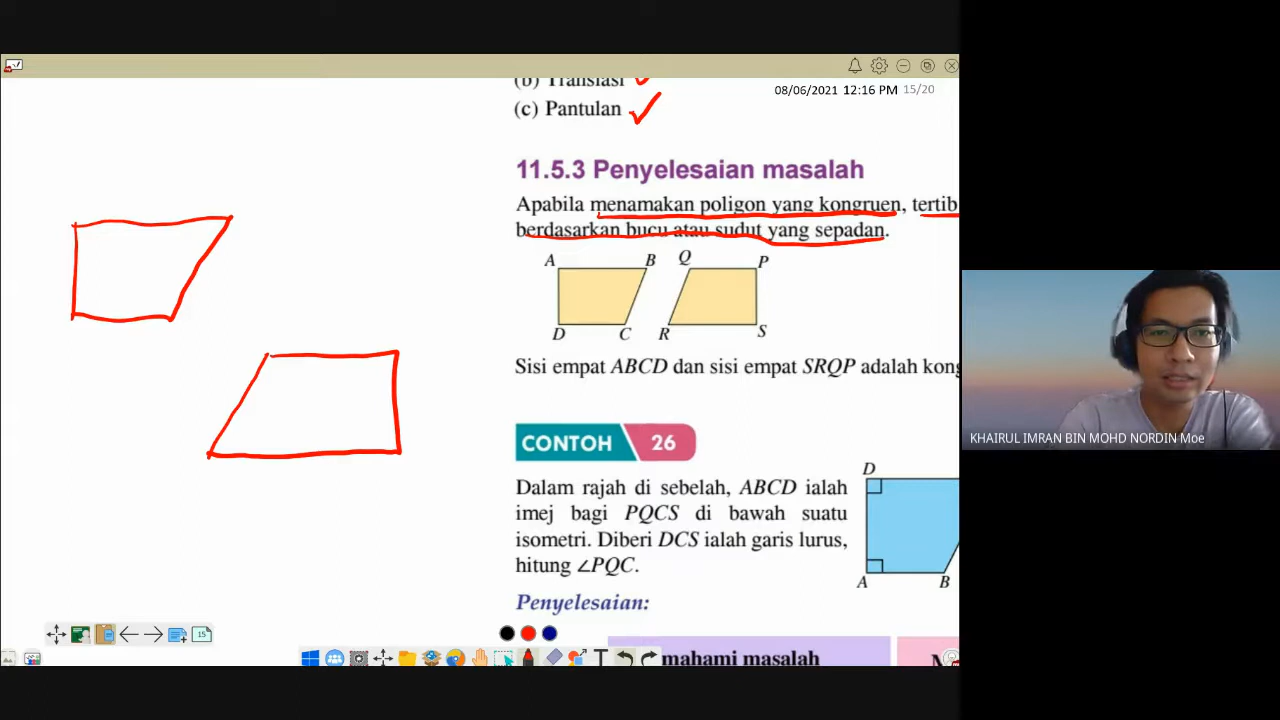 (b) Translasi
08/06/2021 12:16 PM 15/20
(c) Pantulan
11.5.3 Penyelesaian masalah
Apabila menamakan poligon yang kongruen, tertib
berdasarkan bucu atau sudut yang sepadan.
A B Q P
D C R S
Sisi empat ABCD dan sisi empat SRQP adalah kong
CONTOH 26
D
Dalam rajah di sebelah, ABCD ialah
imej bagi PQCS di bawah suatu
isometri. Diberi DCS ialah garis lurus,
hitung ∠PQC.
A B
Penyelesaian:
mahami masalah
M
15
T
KHAIRUL IMRAN BIN MOHD NORDIN Moe